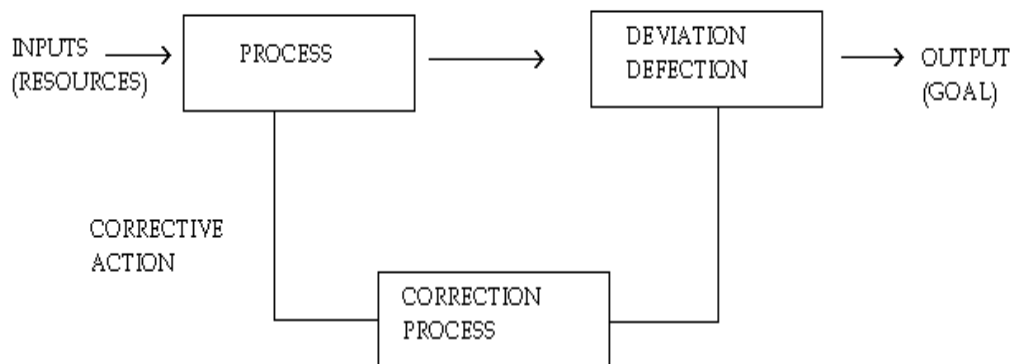 INPUTS
(RESOURCES)
PROCESS
DEVIATION
DEFECTION
OUTPUT
(GOAL)
CORRECTIVE
ACTION
CORRECTION
PROCESS